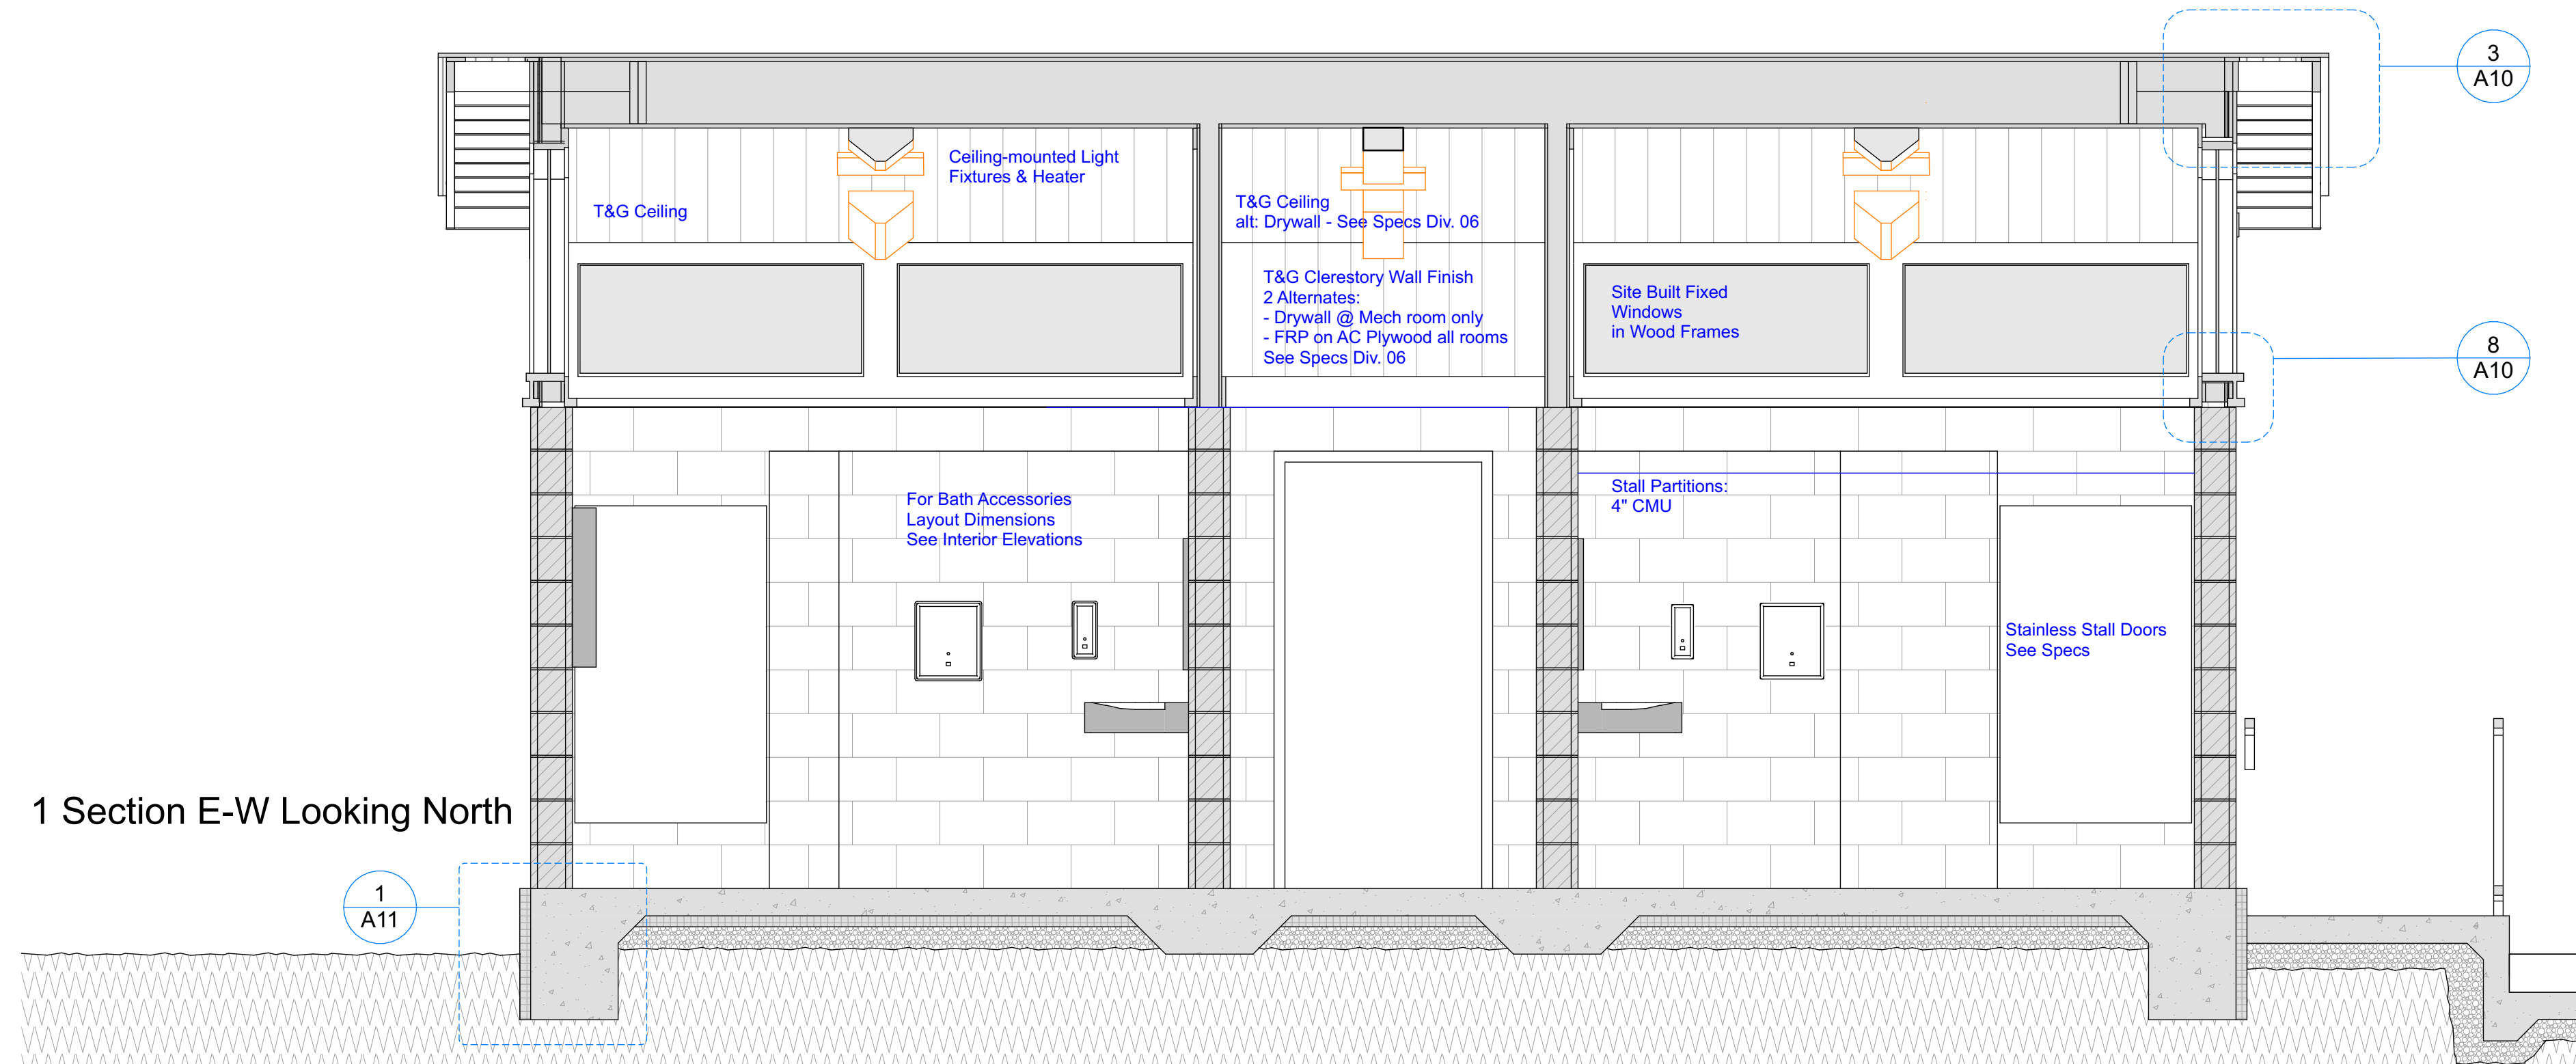 3
A10
Ceiling-mounted Light
Fixtures & Heater
T&G Ceiling
T&G Ceiling
alt: Drywall - See Specs Div. 06
T&G Clerestory Wall Finish
2 Alternates:
- Drywall @ Mech room only
- FRP on AC Plywood all rooms
See Specs Div. 06
Site Built Fixed
Windows
in Wood Frames
8
A10
For Bath Accessories
Layout Dimensions
See Interior Elevations
Stall Partitions:
4" CMU
Stainless Stall Doors
See Specs
1 Section E-W Looking North
1
A11